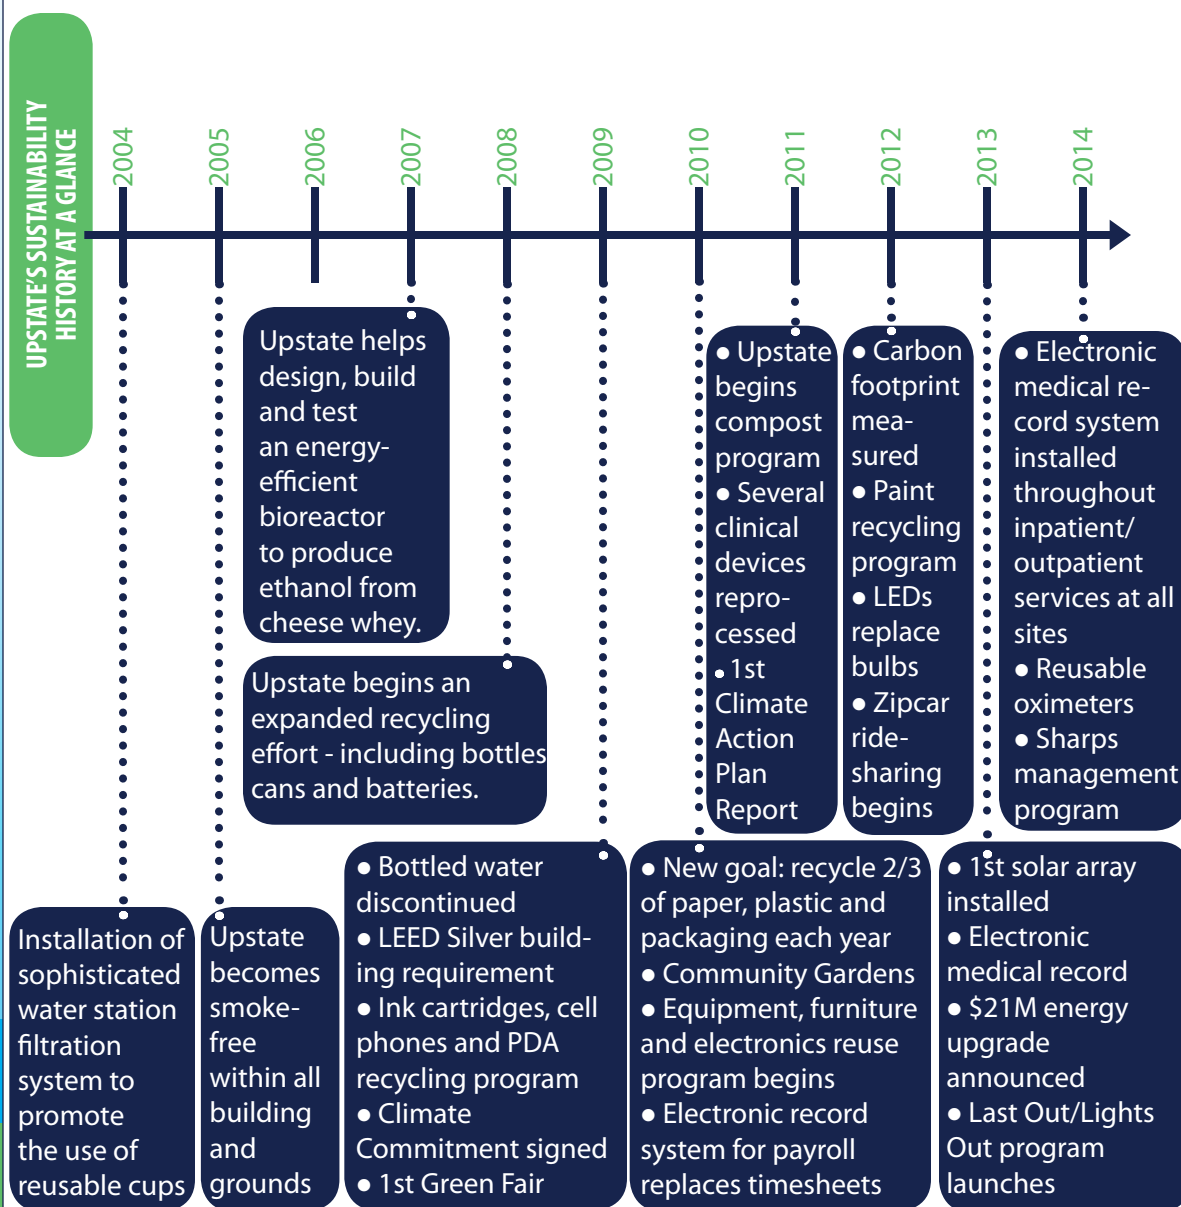 UPSTATE'S SUSTAINABILITY
HISTORY AT A GLANCE
2004
2005
2006
2007
2008
2009
2010
2011
2012
2013
2014
Upstate helps
design, build
and test
an energy-
efficient
bioreactor
to produce
ethanol from
cheese whey.
Upstate begins an
expanded recycling
effort - including bottles
cans and batteries.
● Upstate
begins
compost
program
● Several
clinical
devices
repro-
cessed
● 1st
Climate
Action
Plan
Report
● Carbon
footprint
mea-
sured
● Paint
recycling
program
● LEDs
replace
bulbs
● Zipcar
ride-
sharing
begins
● Electronic
medical re-
cord system
installed
throughout
inpatient/
outpatient
services at all
sites
● Reusable
oximeters
● Sharps
management
program
Installation of
sophisticated
water station
filtration
system to
promote
the use of
reusable cups
Upstate
becomes
smoke-
free
within all
building
and
grounds
● Bottled water
discontinued
● LEED Silver build-
ing requirement
● Ink cartridges, cell
phones and PDA
recycling program
● Climate
Commitment signed
● 1st Green Fair
● New goal: recycle 2/3
of paper, plastic and
packaging each year
● Community Gardens
● Equipment, furniture
and electronics reuse
program begins
● Electronic record
system for payroll
replaces timesheets
● 1st solar array
installed
● Electronic
medical record
● $21M energy
upgrade
announced
● Last Out/Lights
Out program
launches